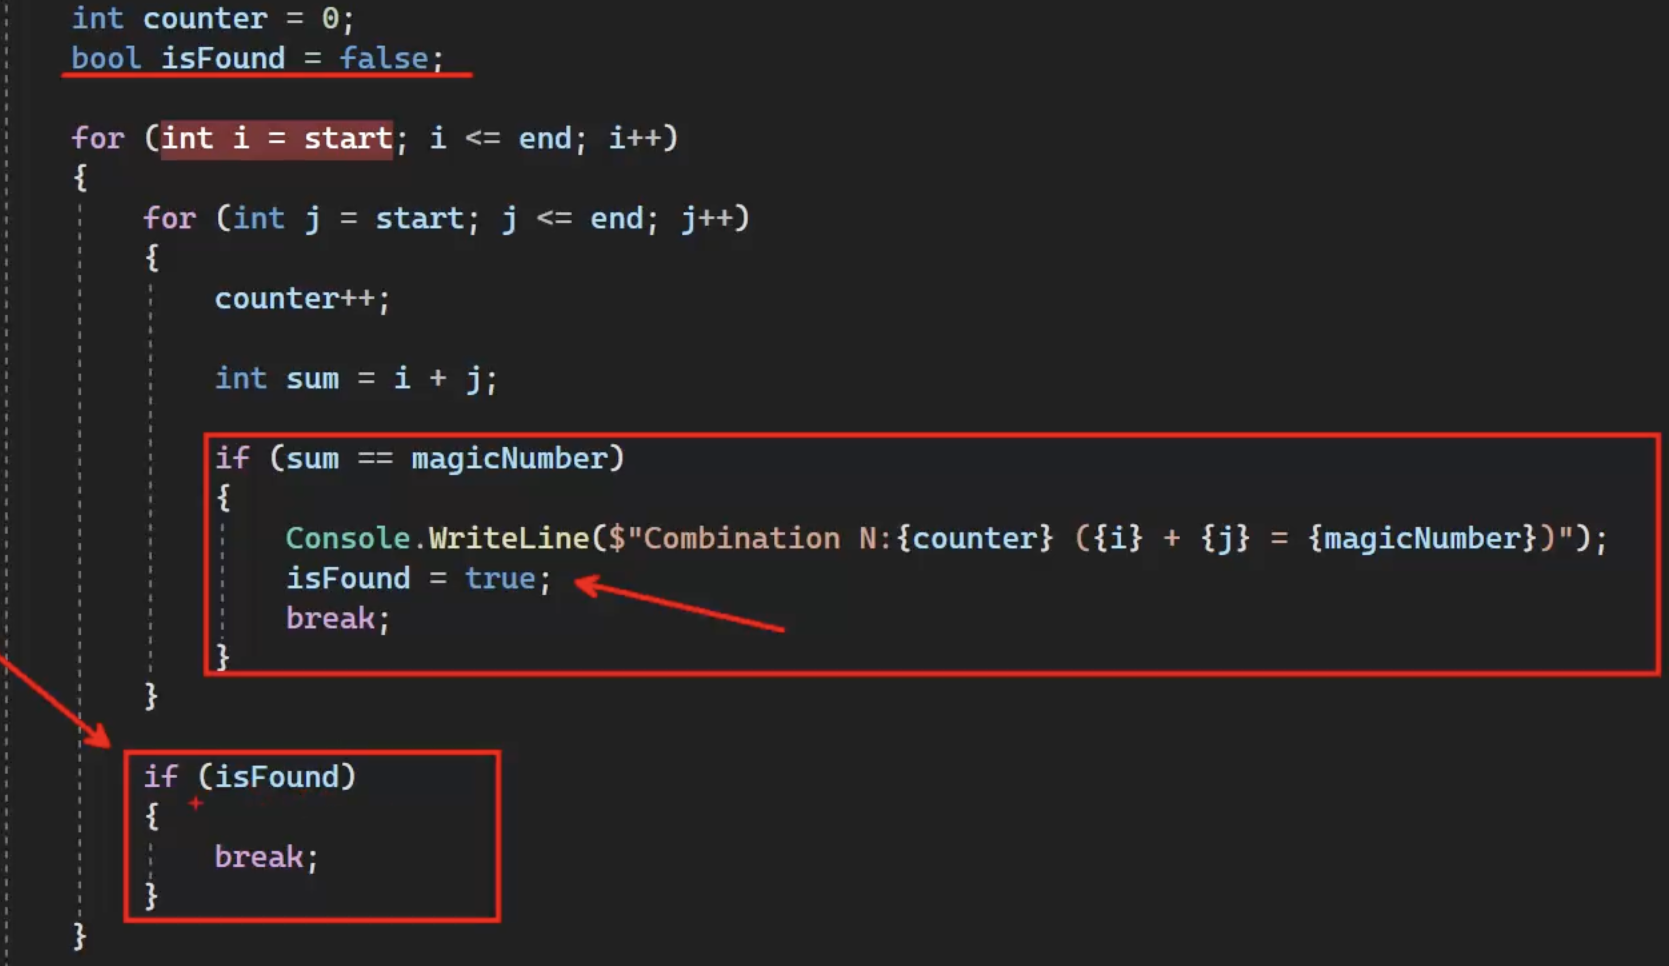 int counter = 0;
bool isFound = false;
for (int i = start; i <= end; i++)
{
for (int j = start; j <= end; j++)
{
counter++;
int sum = i + j;
if (sum == magicNumber)
{
Console.WriteLine($"Combination N:{counter} ({i} + {j} = {magicNumber})");
isFound = true;
break;
}
}
if (isFound)
{
break;
}
}